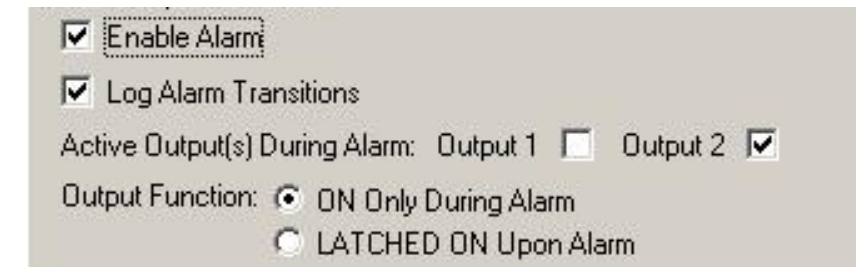 Enable Alarm
Log Alarm Transitions
Active Output(s) During Alarm: Output 1 Output 2
Output Function: ON Only During Alarm
LATCHED ON Upon Alarm